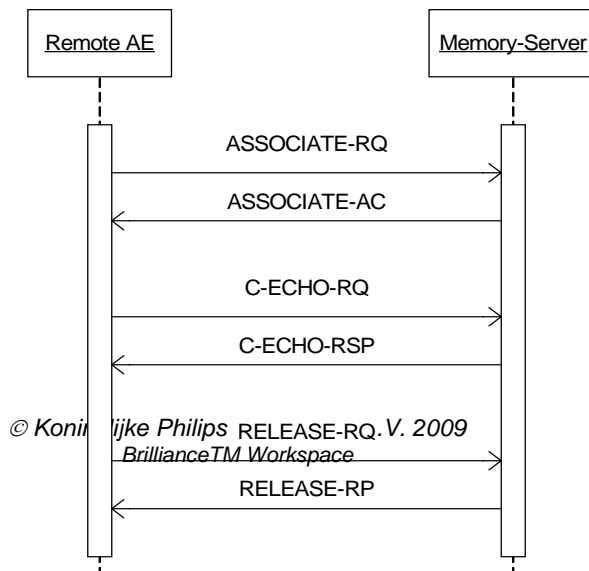 Remote AE
Memory-Server
ASSOCIATE-RQ
ASSOCIATE-AC
C-ECHO-RQ
C-ECHO-RSP
© Koninklijke Philips .V. 2009
RELEASE-RQ
BrillianceTM Workspace
RELEASE-RP